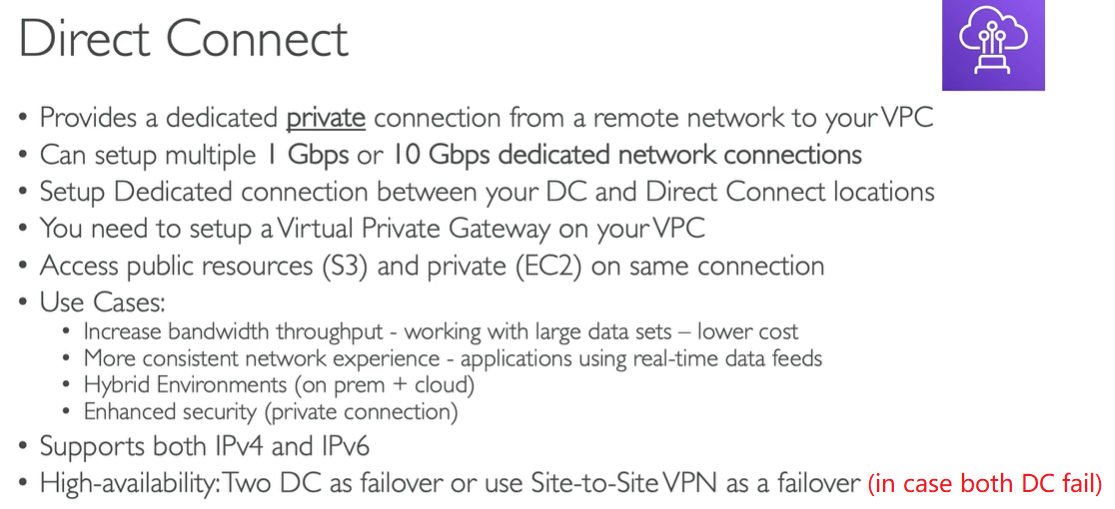 Direct Connect
• Provides a dedicated private connection from a remote network to your VPC
• Can setup multiple 1 Gbps or 10 Gbps dedicated network connections
• Setup Dedicated connection between your DC and Direct Connect locations
• You need to setup a Virtual Private Gateway on your VPC
• Access public resources (S3) and private (EC2) on same connection
• Use Cases:
• Increase bandwidth throughput - working with large data sets – lower cost
• More consistent network experience - applications using real-time data feeds
• Hybrid Environments (on prem + cloud)
• Enhanced security (private connection)
• Supports both IPv4 and IPv6
• High-availability: Two DC as failover or use Site-to-Site VPN as a failover (in case both DC fail)